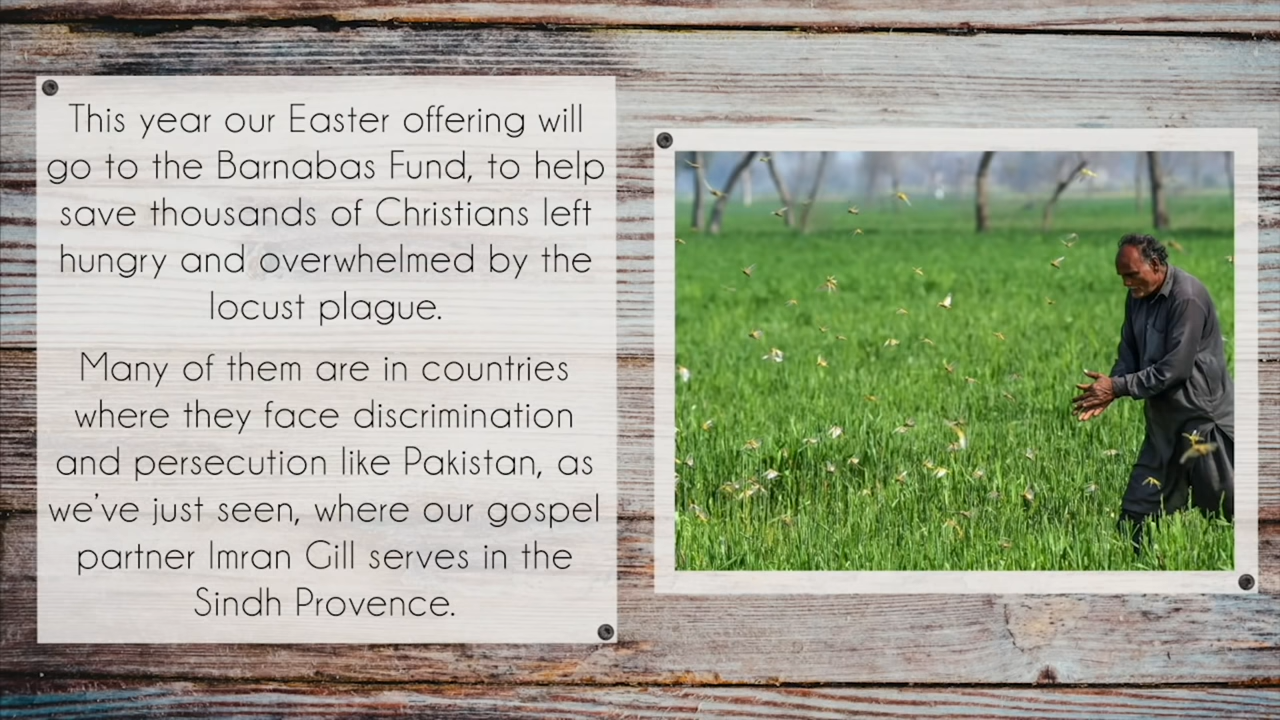 This year our Easter offering will
go to the Barnabas Fund, to help
save thousands of Christians left
hungry and overwhelmed by the
locust plague.
Many of them are in countries
where they face discrimination
and persecution like Pakistan, as
we've just seen, where our gospel
partner Imran Gill serves in the
Sindh Provence.